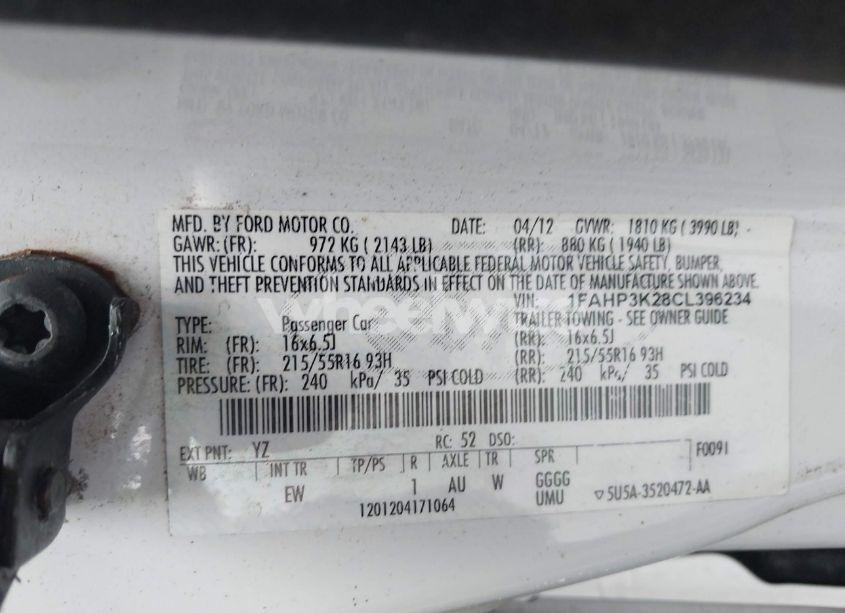 MFD. BY FORD MOTOR CO. DATE: 04/12 GVWR: 1810 KG ( 3990 LB)
GAWR: (FR): 972 KG ( 2143 LB) (RR): 880 KG ( 1940 LB)
THIS VEHICLE CONFORMS TO ALL APPLICABLE FEDERAL MOTOR VEHICLE SAFETY, BUMPER,
AND THEFT PREVENTION STANDARDS IN EFFECT ON THE DATE OF MANUFACTURE SHOWN ABOVE.
VIN: 1FAHP3K28CL396234
TYPE: Passenger Car TRAILER TOWING - SEE OWNER GUIDE
RIM: (FR): 16x6.5J (RR): 16x6.5J
TIRE: (FR): 215/55R16 93H (RR): 215/55R16 93H
PRESSURE: (FR): 240 kPa/ 35 PSI COLD (RR): 240 kPa/ 35 PSI COLD
EXT PNT: YZ RC: 52 DSO: F0091
WB INT TR TP/PS R AXLE TR SPR
EW 1 AU W GGGG
UMU
1201204171064 5U5A-3520472-AA